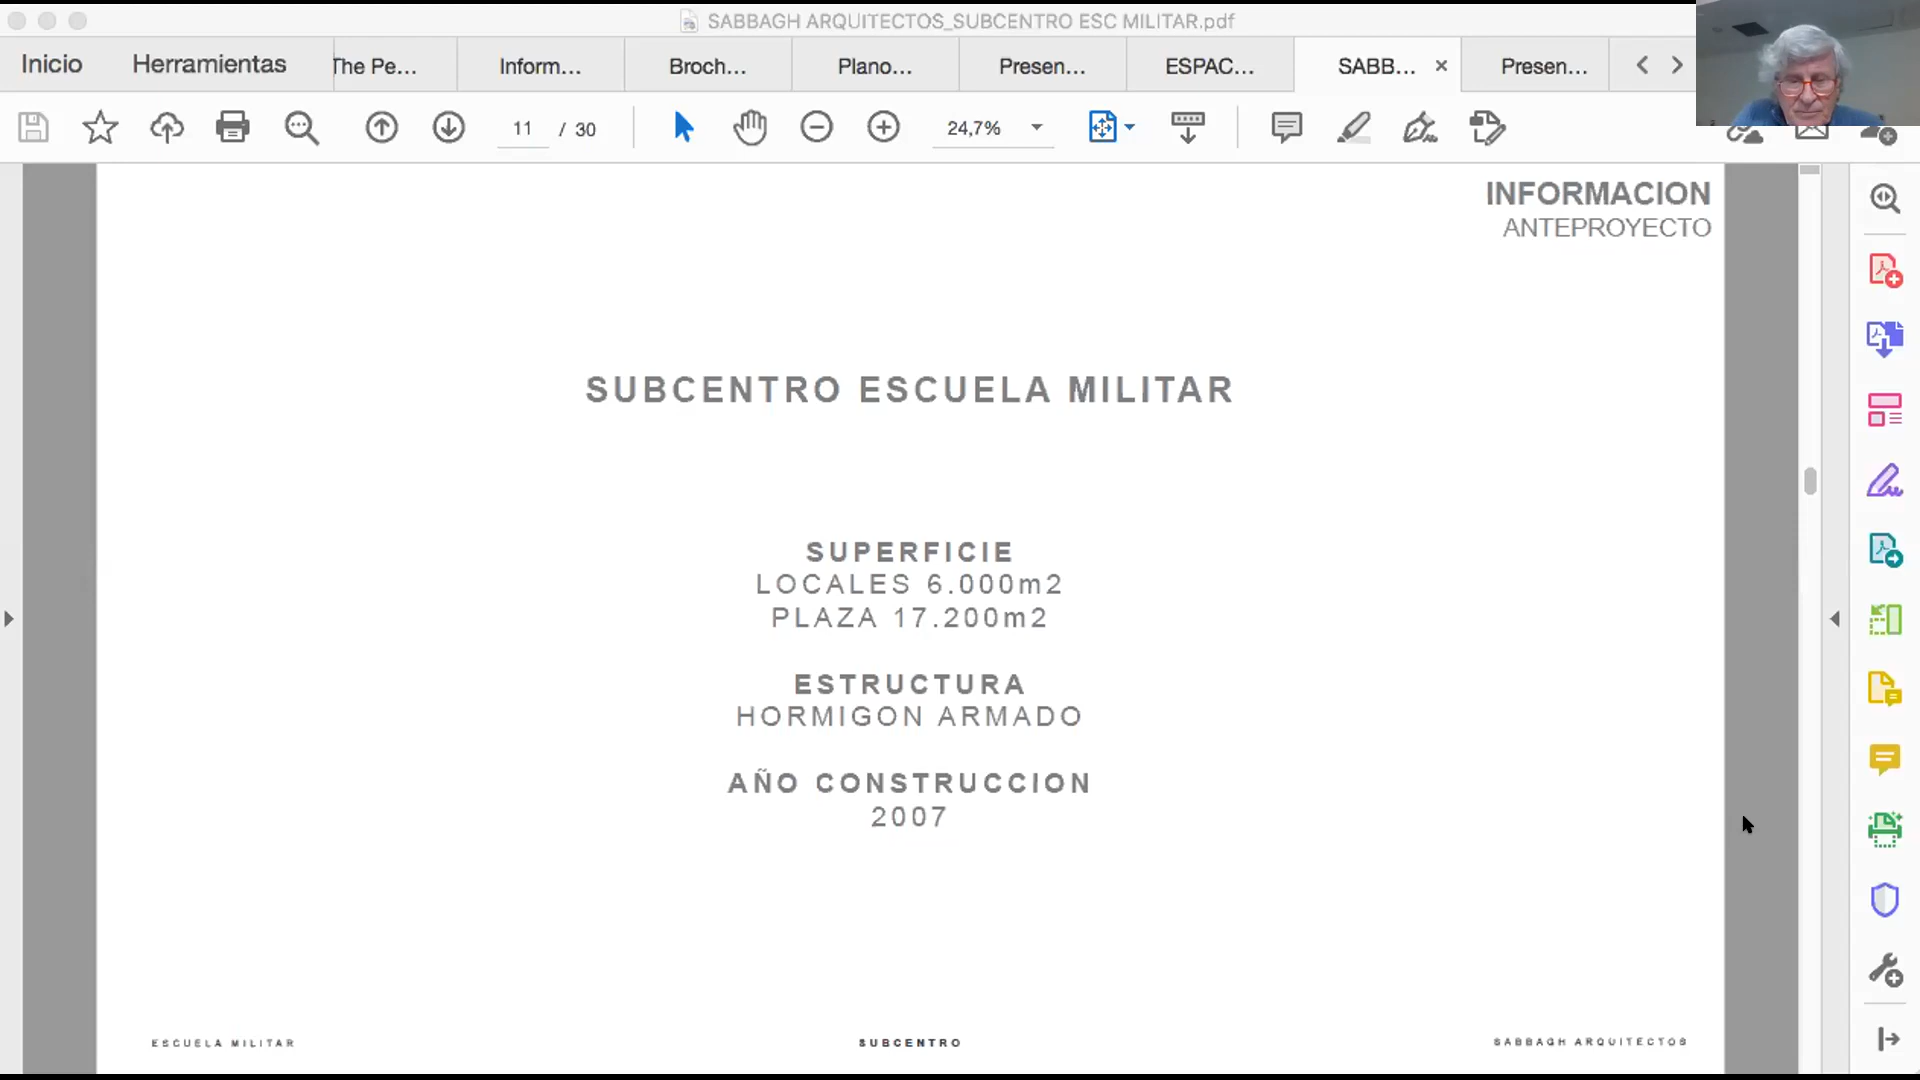 SABBAGH ARQUITECTOS_SUBCENTRO ESC MILITAR.pdf
Inicio Herramientas The Pe... Inform... Broch... Plano... Presen... ESPAC... SABB... × Presen...
11 / 30 24,7%
INFORMACION
ANTEPROYECTO
SUBCENTRO ESCUELA MILITAR
SUPERFICIE
LOCALES 6.000m2
PLAZA 17.200m2
ESTRUCTURA
HORMIGON ARMADO
AÑO CONSTRUCCION
2007
ESCUELA MILITAR SUBCENTRO SABBAGH ARQUITECTOS